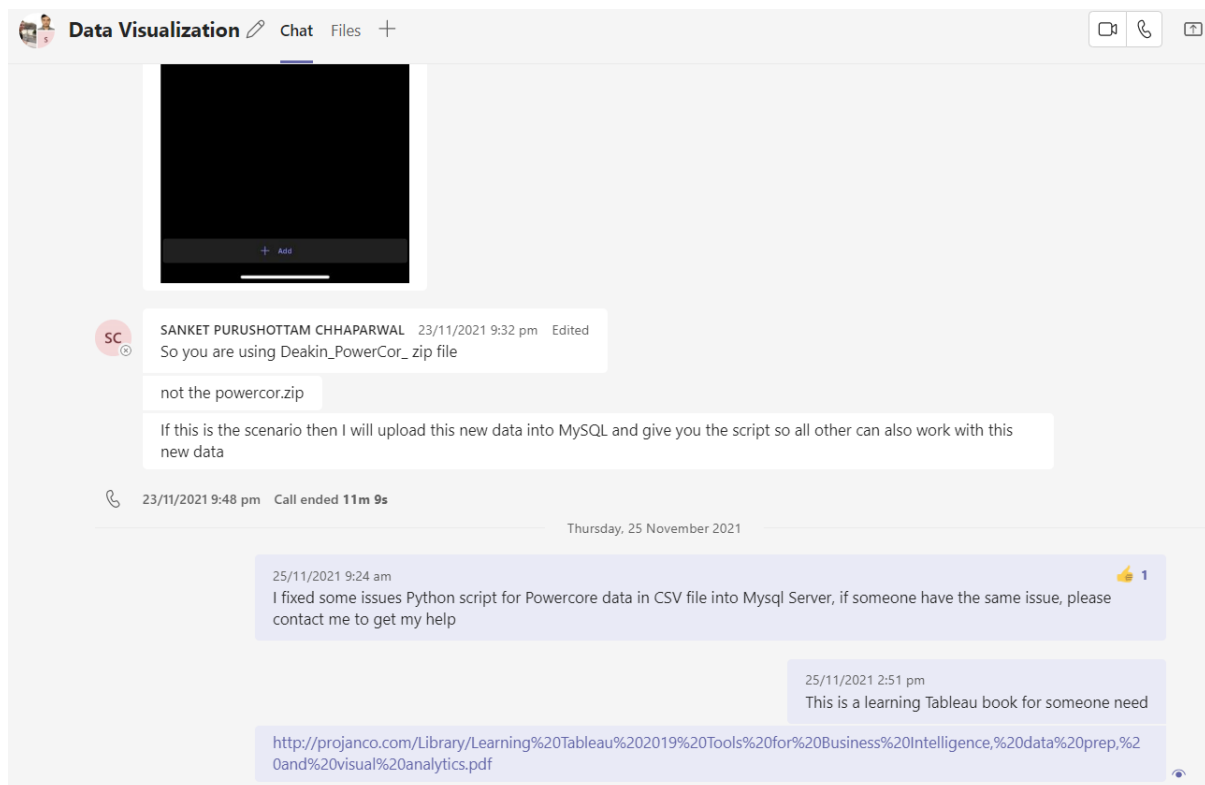 Data Visualization Chat Files
S
Add
SC
SANKET PURUSHOTTAM CHHAPARWAL 23/11/2021 9:32 pm Edited
So you are using Deakin_PowerCor_ zip file
not the powercor.zip
If this is the scenario then I will upload this new data into MySQL and give you the script so all other can also work with this
new data
23/11/2021 9:48 pm Call ended 11m 9s
Thursday, 25 November 2021
25/11/2021 9:24 am 👍 1
I fixed some issues Python script for Powercore data in CSV file into Mysql Server, if someone have the same issue, please
contact me to get my help
25/11/2021 2:51 pm
This is a learning Tableau book for someone need
http://projanco.com/Library/Learning%20Tableau%202019%20Tools%20for%20Business%20Intelligence,%20data%20prep,%2
0and%20visual%20analytics.pdf